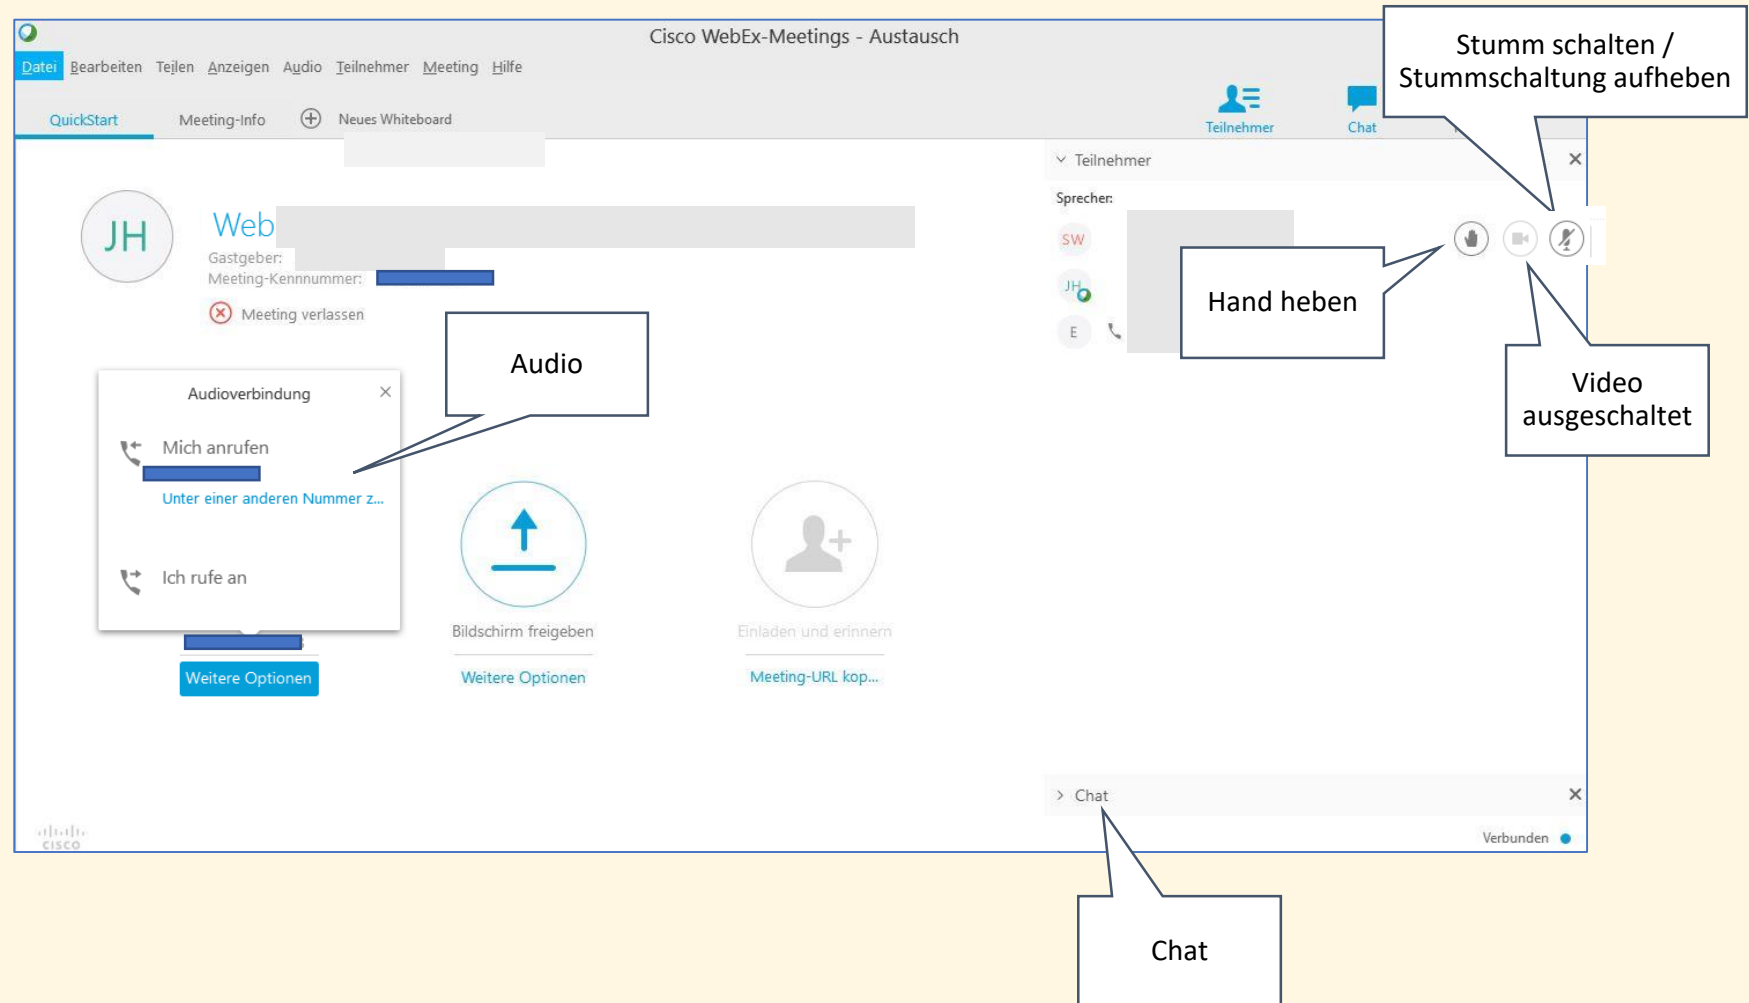 Cisco WebEx-Meetings - Austausch
Datei Bearbeiten Teilen Anzeigen Audio Teilnehmer Meeting Hilfe
Stumm schalten /
Stummschaltung aufheben
QuickStart Meeting-Info Neues Whiteboard
Teilnehmer Chat
Teilnehmer
Sprecher:
JH
Web
Gastgeber:
Meeting-Kennnummer:
Meeting verlassen
SW
JH
E
Hand heben
Video
ausgeschaltet
Audio
Audioverbindung
Mich anrufen
Unter einer anderen Nummer z...
Ich rufe an
Weitere Optionen
Bildschirm freigeben
Weitere Optionen
Einladen und erinnern
Meeting-URL kop...
Chat
CISCO
Verbunden
Chat